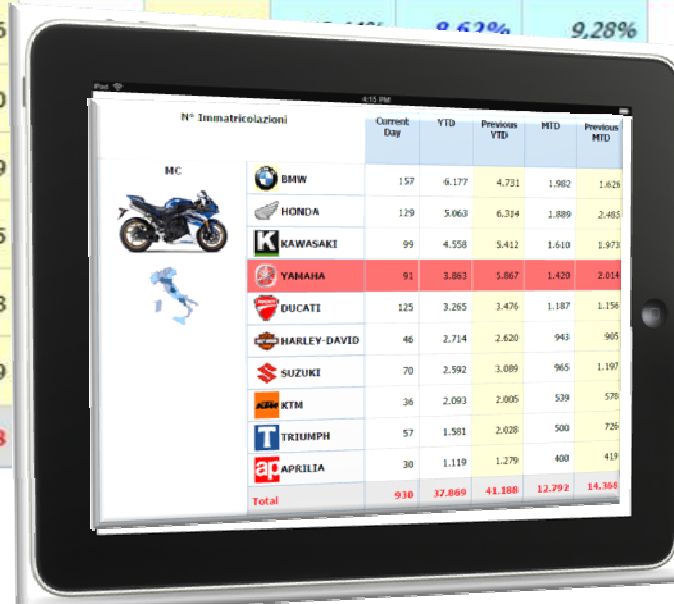 8,62%
9,28%
iPod
4:15 PM
N° Immatricolazioni Current Day YTD Previous YTD MTD Previous MTD
MC
BMW 157 6.177 4.731 1.982 1.626
HONDA 129 5.063 6.314 1.889 2.485
KAWASAKI 99 4.558 5.412 1.610 1.973
YAMAHA 91 3.863 5.867 1.420 2.014
DUCATI 125 3.265 3.476 1.187 1.156
HARLEY-DAVID 46 2.714 2.620 943 905
SUZUKI 70 2.592 3.089 965 1.197
KTM 36 2.093 2.005 539 578
TRIUMPH 57 1.581 2.028 500 726
ap APRILIA 30 1.119 1.279 400 419
Total 930 37.869 41.188 12.792 14.368